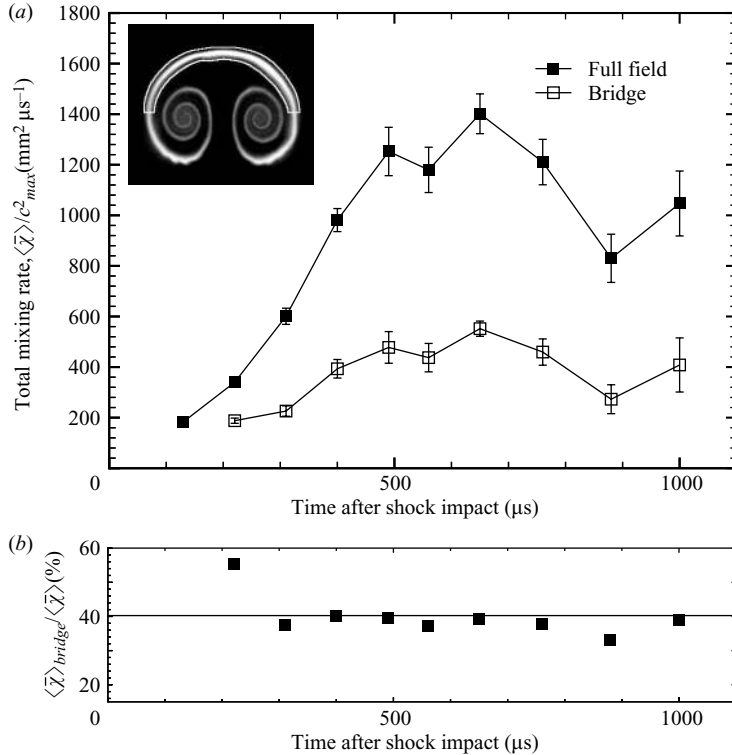 (a)
1800
1600
1400
1200
1000
800
600
400
200
0
500
1000
Total mixing rate,⟨χ̄⟩/c²max(mm² µs⁻¹)
Time after shock impact (µs)
Full field
Bridge
(b)
60
40
20
0
500
1000
⟨χ̄⟩bridge/⟨χ̄⟩(%)
Time after shock impact (µs)